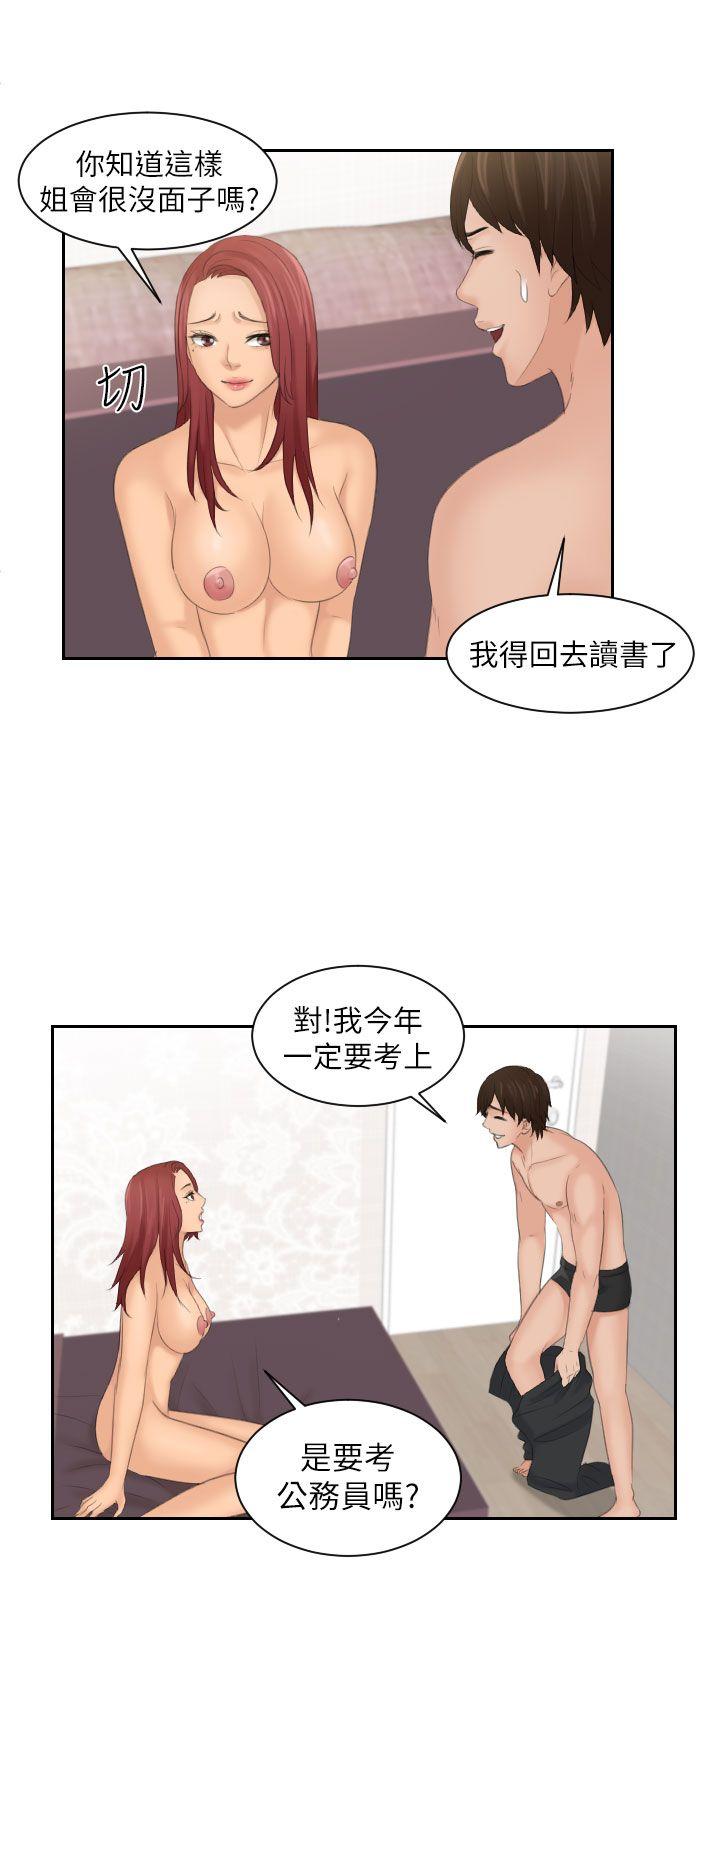 你知道這樣
姐會很沒面子嗎?
切
我得回去讀書了
對!我今年
一定要考上
是要考
公務員嗎?